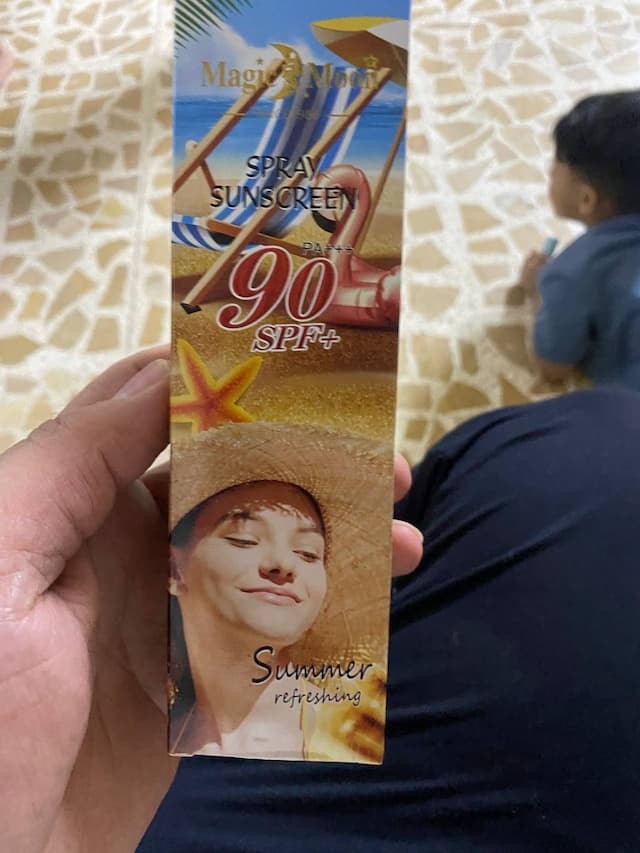 Magic Moon
SPRAY
SUNSCREEN
PA+++
90
SPF+
Summer
refreshing